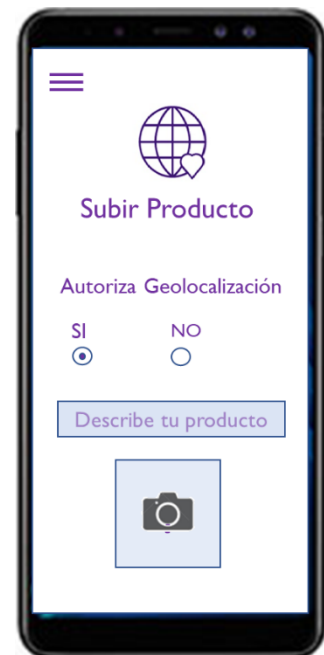 Subir Producto
Autoriza Geolocalización
SI NO
Describe tu producto